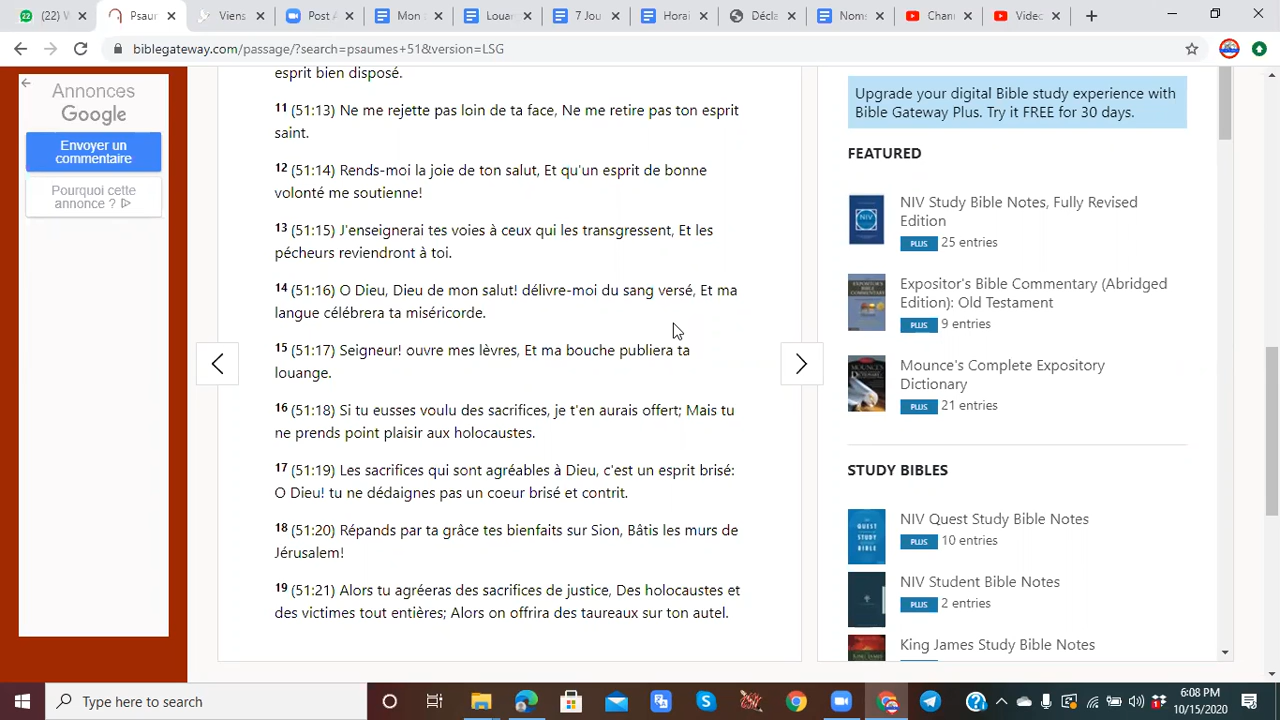 (2) W
Psaum
Viens
Post A
Mon
Louar
7 Jou
Horai
Décla
Noms
Chan
Video
biblegateway.com/passage/?search=psaumes+51&version=LSG
Annonces
Google
Envoyer un
commentaire
Pourquoi cette
annonce ?
esprit bien disposé.
11 (51:13) Ne me rejette pas loin de ta face, Ne me retire pas ton esprit
saint.
12 (51:14) Rends-moi la joie de ton salut, Et qu'un esprit de bonne
volonté me soutienne!
13 (51:15) J'enseignerai tes voies à ceux qui les transgressent, Et les
pécheurs reviendront à toi.
14 (51:16) O Dieu, Dieu de mon salut! délivre-moi du sang versé, Et ma
langue célébrera ta miséricorde.
15 (51:17) Seigneur! ouvre mes lèvres, Et ma bouche publiera ta
louange.
16 (51:18) Si tu eusses voulu des sacrifices, je t'en aurais offert; Mais tu
ne prends point plaisir aux holocaustes.
17 (51:19) Les sacrifices qui sont agréables à Dieu, c'est un esprit brisé:
O Dieu! tu ne dédaignes pas un coeur brisé et contrit.
18 (51:20) Répands par ta grâce tes bienfaits sur Sion, Bâtis les murs de
Jérusalem!
19 (51:21) Alors tu agréeras des sacrifices de justice, Des holocaustes et
des victimes tout entières; Alors on offrira des taureaux sur ton autel.
Upgrade your digital Bible study experience with
Bible Gateway Plus. Try it FREE for 30 days.
FEATURED
NIV Study Bible Notes, Fully Revised
Edition
PLUS 25 entries
Expositor's Bible Commentary (Abridged
Edition): Old Testament
PLUS 9 entries
Mounce's Complete Expository
Dictionary
PLUS 21 entries
STUDY BIBLES
NIV Quest Study Bible Notes
PLUS 10 entries
NIV Student Bible Notes
PLUS 2 entries
King James Study Bible Notes
Type here to search
6:08 PM
10/15/2020